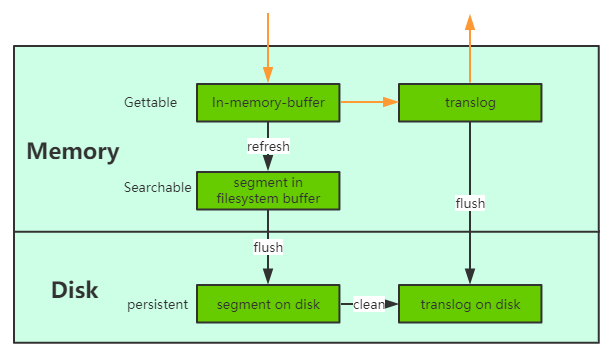 Gettable
In-memory-buffer
translog
Memory
refresh
Searchable
segment in
filesystem buffer
flush
flush
Disk
persistent
segment on disk
clean
translog on disk